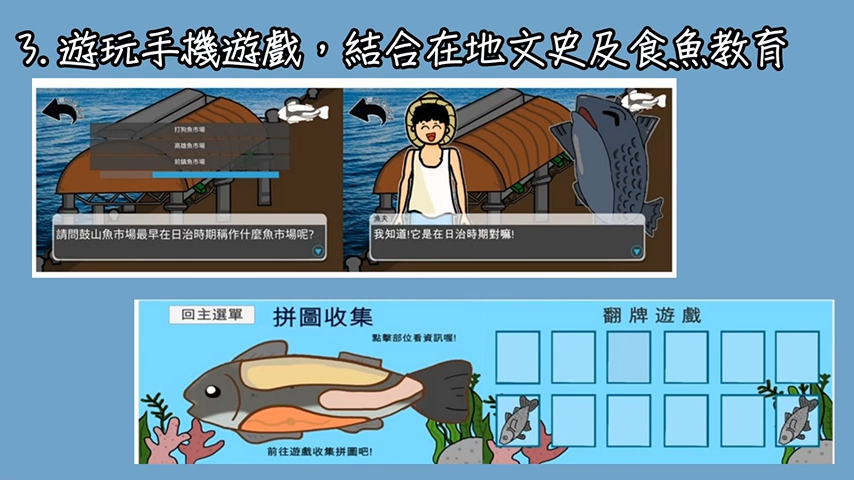 3. 遊玩手機遊戲，結合在地文史及食魚教育
打狗魚市場
高雄魚市場
前鎮魚市場
請問鼓山魚市場最早在日治時期稱作什麼魚市場呢?
漁夫
我知道!它是在日治時期對嘛!
回主選單
拼圖收集
點擊部位看資訊喔!
前往遊戲收集拼圖吧!
翻牌遊戲